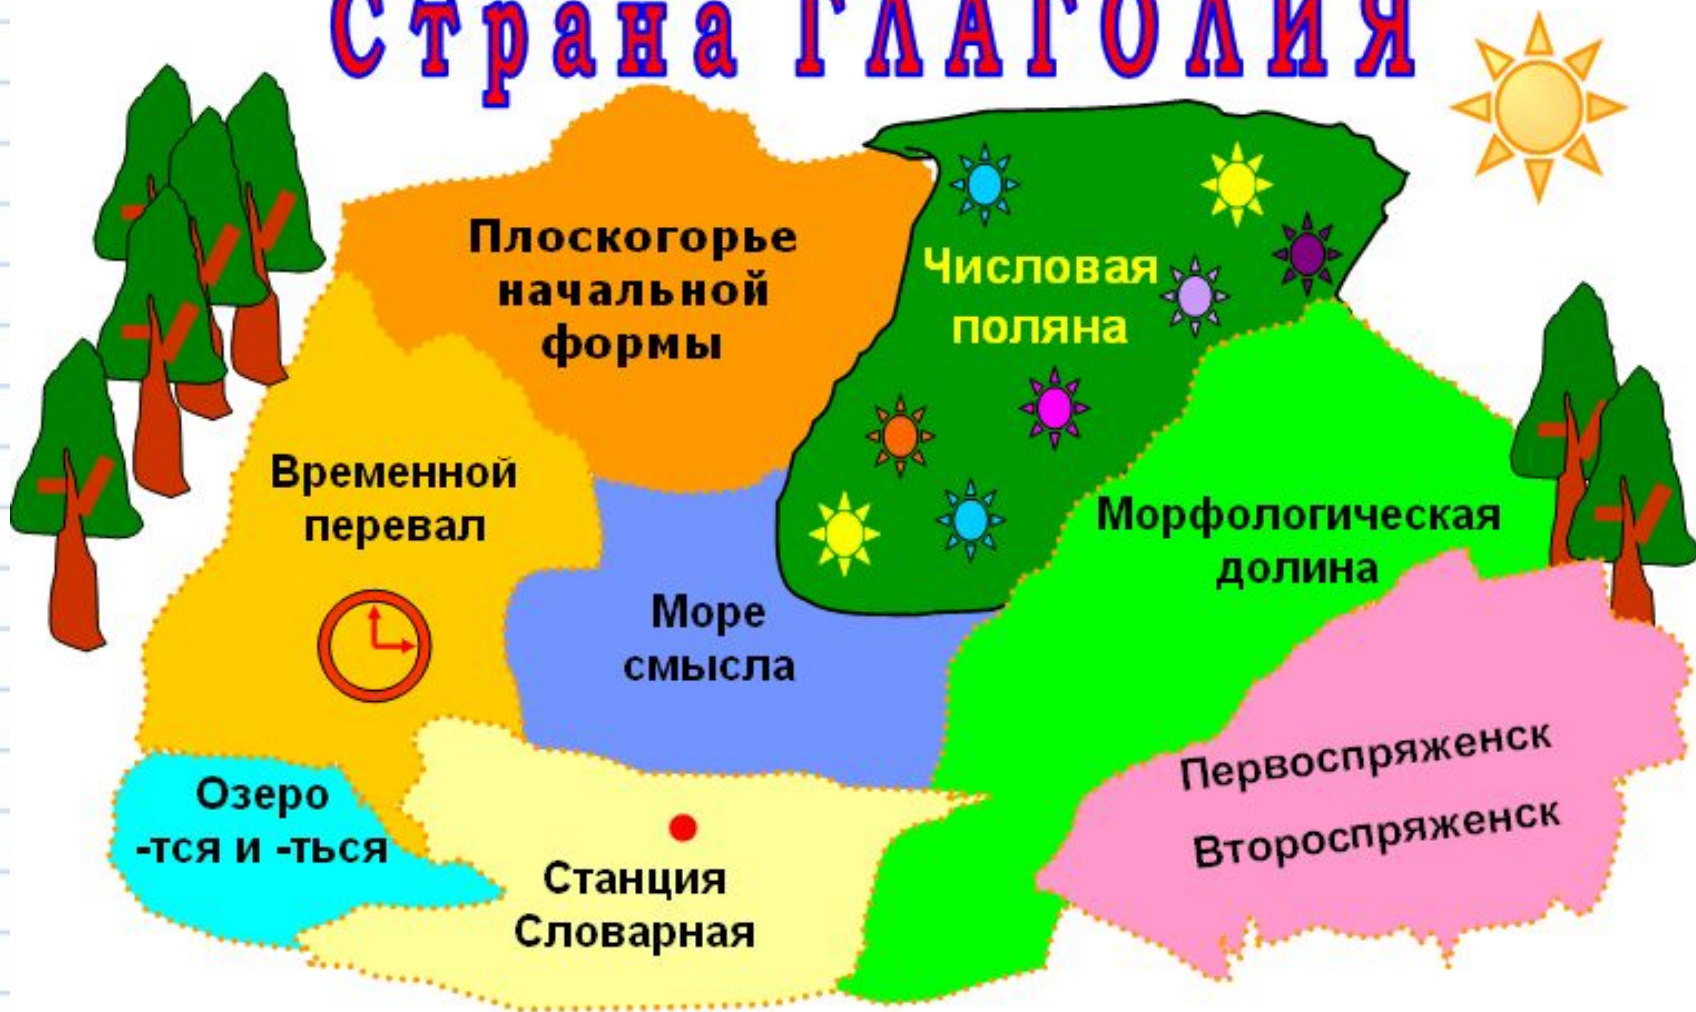 Страна ГЛАГОЛИЯ
Плоскогорье
начальной
формы
Числовая
поляна
Временной
перевал
Морфологическая
долина
Море
смысла
Первоспряженск
Второспряженск
Озеро
-тся и -ться
Станция
Словарная